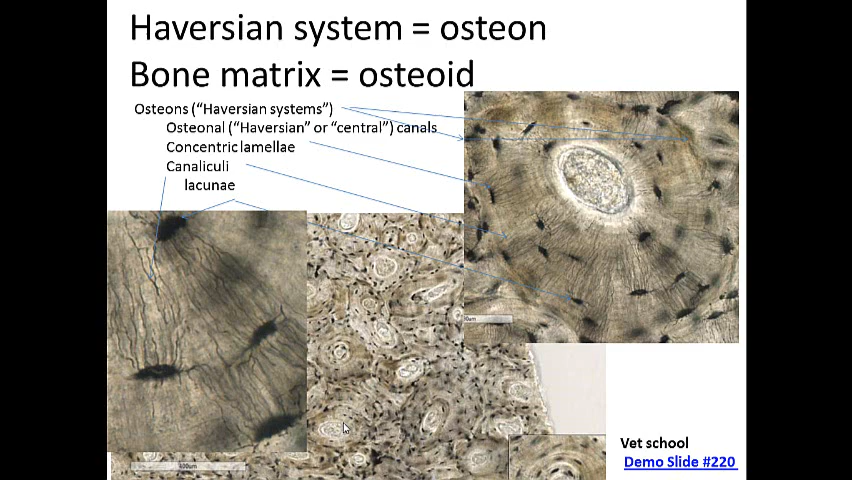 Haversian system = osteon
Bone matrix = osteoid
Osteons ("Haversian systems")
Osteonal ("Haversian" or "central") canals
Concentric lamellae
Canaliculi
lacunae
Vet school
Demo Slide #220